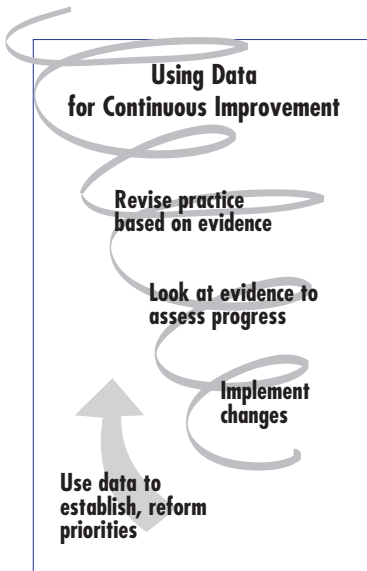 Using Data
for Continuous Improvement
Revise practice
based on evidence
Look at evidence to
assess progress
Implement
changes
Use data to
establish, reform
priorities